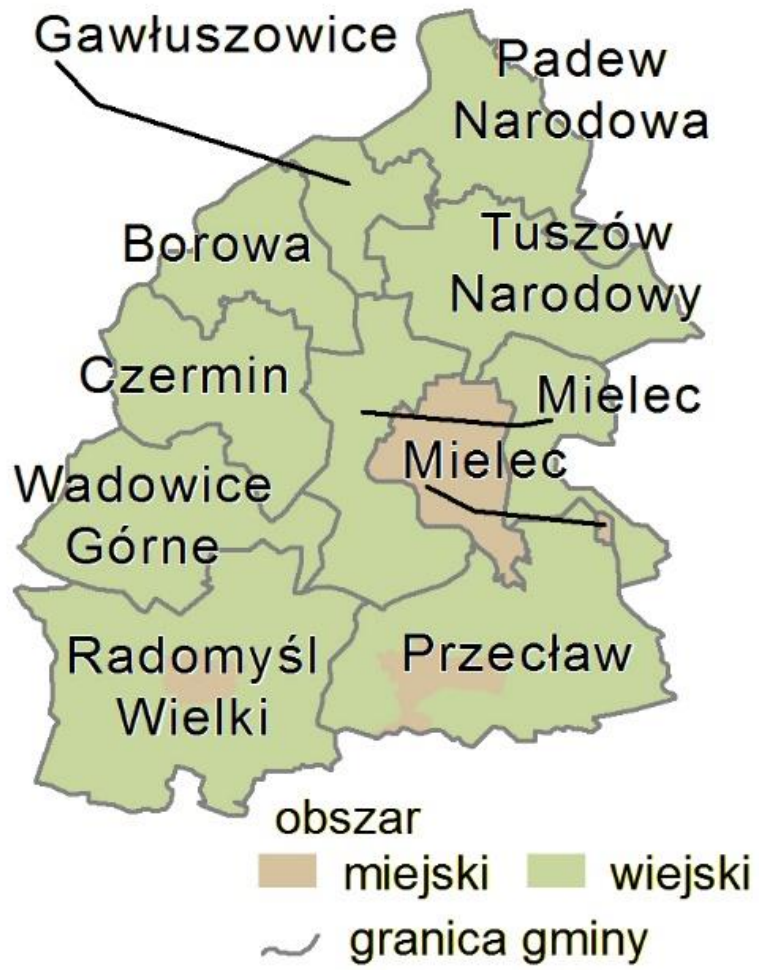 Gawłuszowice
Padew
Narodowa
Borowa
Tuszów
Narodowy
Czermin
Mielec
Mielec
Wadowice
Górne
Radomyśl
Wielki
Przecław
obszar
miejski wiejski
granica gminy